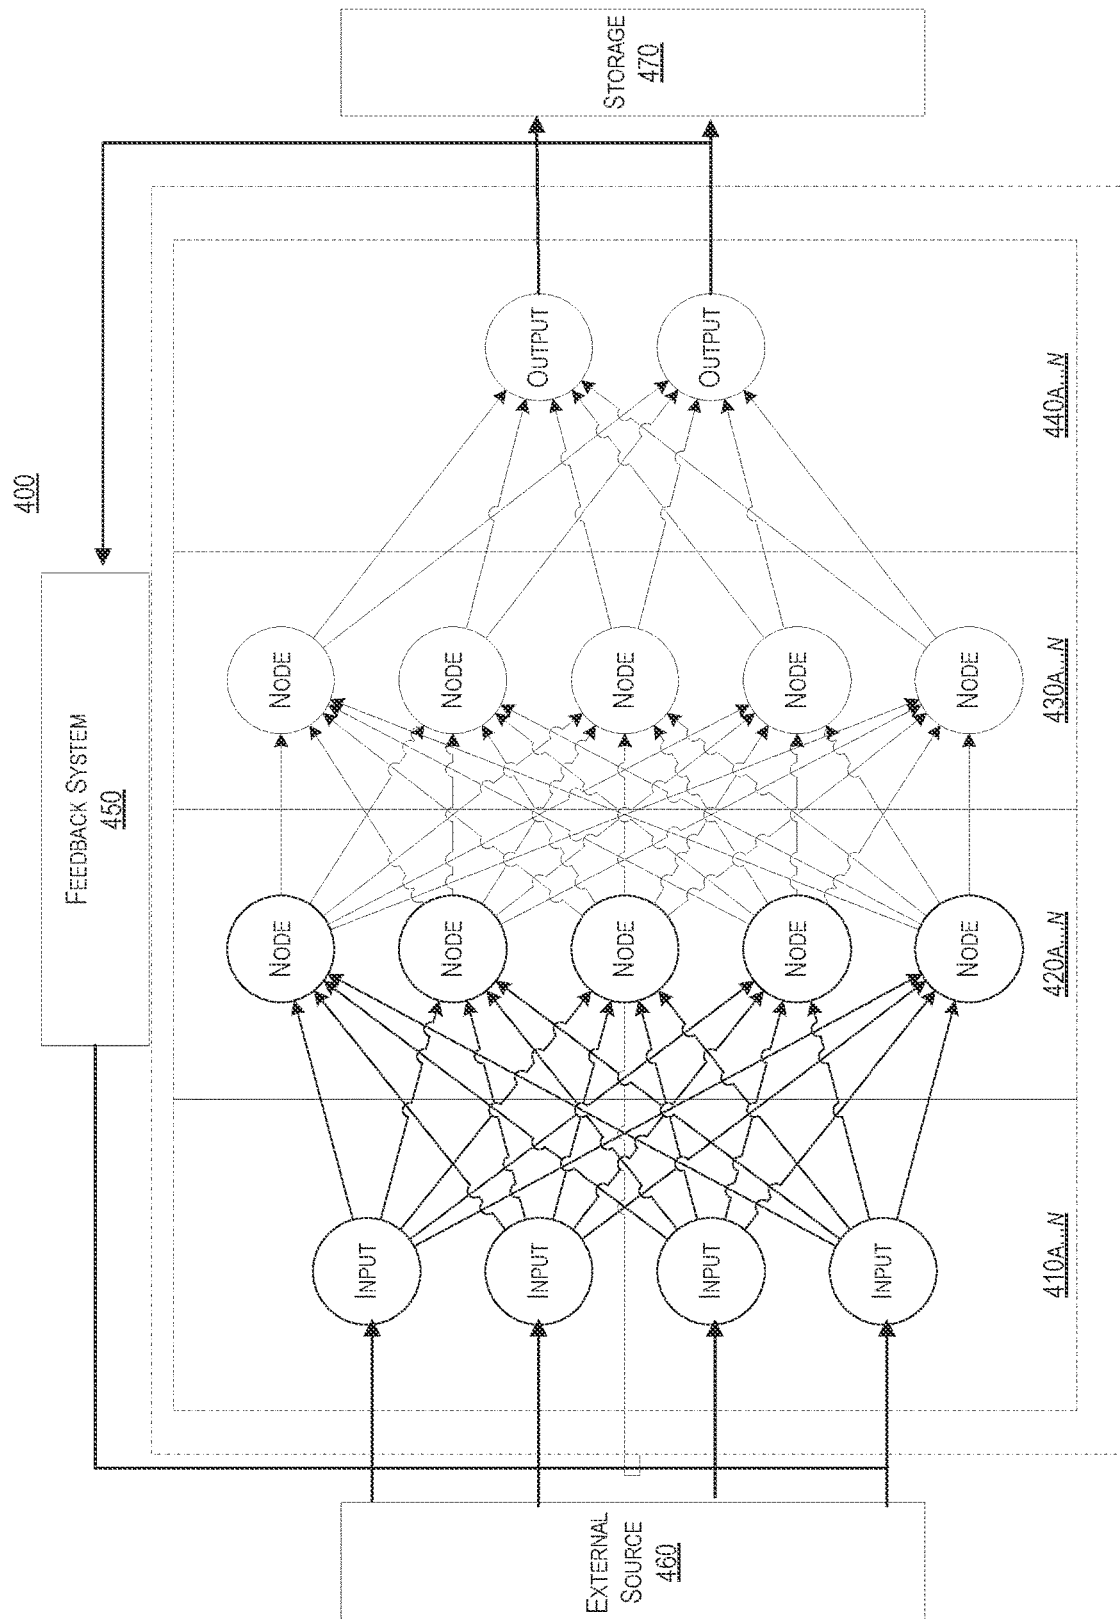 400
FEEDBACK SYSTEM
450
EXTERNAL
SOURCE
460
INPUT
INPUT
INPUT
INPUT
410A...N
NODE
NODE
NODE
NODE
NODE
420A...N
NODE
NODE
NODE
NODE
NODE
430A...N
OUTPUT
OUTPUT
440A...N
STORAGE
470